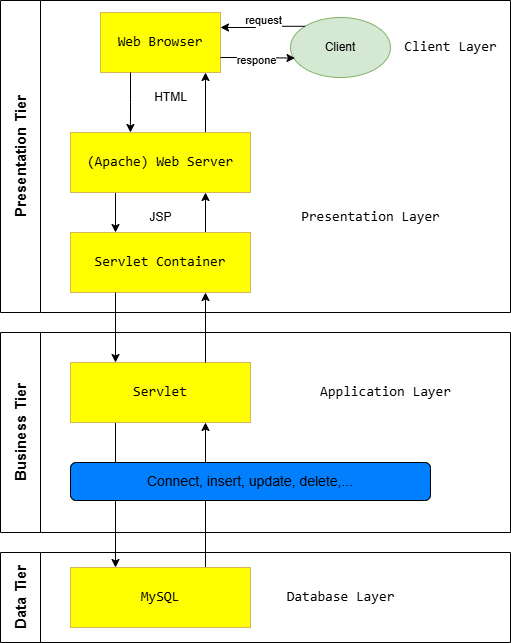 Presentation Tier
Web Browser
request
respone
Client
Client Layer
HTML
(Apache) Web Server
JSP
Presentation Layer
Servlet Container
Business Tier
Servlet
Application Layer
Connect, insert, update, delete,...
Data Tier
MySQL
Database Layer